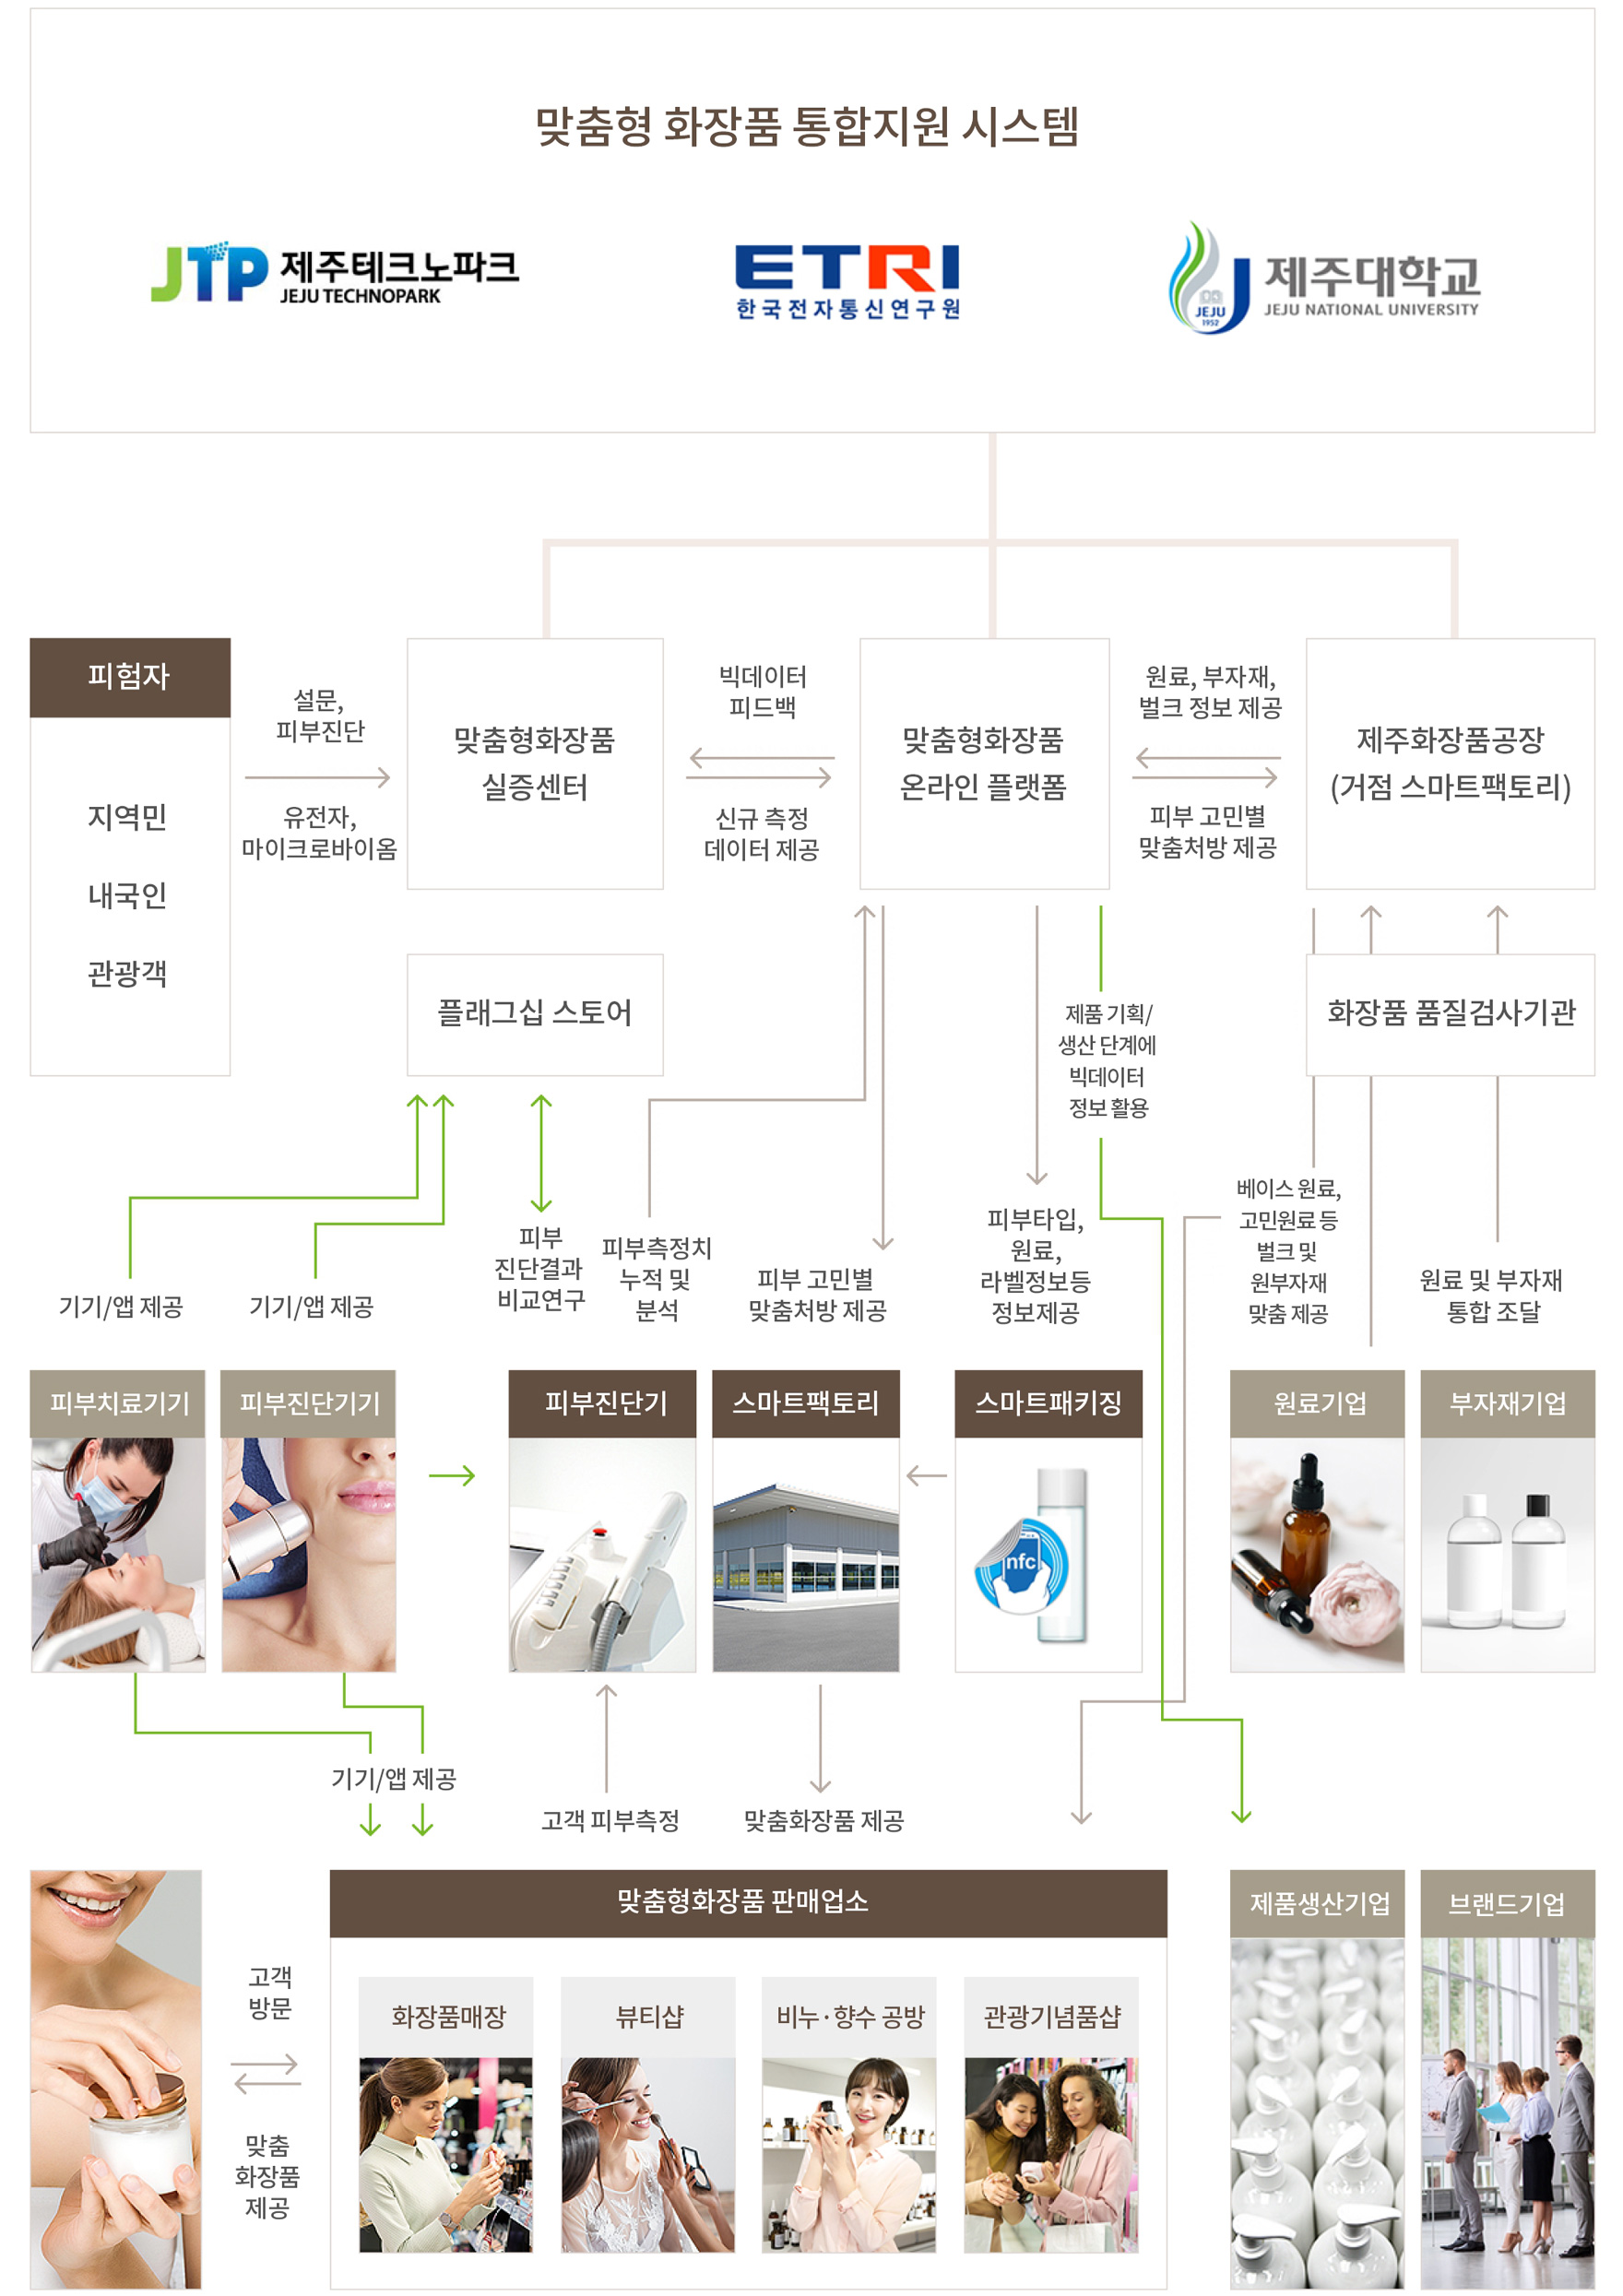 맞춤형 화장품 통합지원 시스템
JTP 제주테크노파크
JEJU TECHNOPARK
ETRI
한국전자통신연구원
JEJU
1952
제주대학교
JEJU NATIONAL UNIVERSITY
피험자
지역민
내국인
관광객
설문,
피부진단
유전자,
마이크로바이옴
맞춤형화장품
실증센터
빅데이터
피드백
신규 측정
데이터 제공
맞춤형화장품
온라인 플랫폼
원료, 부자재,
벌크 정보 제공
피부 고민별
맞춤처방 제공
제주화장품공장
(거점 스마트팩토리)
플래그십 스토어
제품 기획/
생산 단계에
빅데이터
정보 활용
화장품 품질검사기관
기기/앱 제공
기기/앱 제공
피부
진단결과
비교연구
피부측정치
누적 및
분석
피부 고민별
맞춤처방 제공
피부타입,
원료,
라벨정보등
정보제공
베이스 원료,
고민원료 등
벌크 및
원부자재
맞춤 제공
원료 및 부자재
통합 조달
피부치료기기
피부진단기기
피부진단기
스마트팩토리
스마트패키징
nfc
원료기업
부자재기업
기기/앱 제공
고객 피부측정
맞춤화장품 제공
고객
방문
맞춤
화장품
제공
맞춤형화장품 판매업소
화장품매장
뷰티샵
비누·향수 공방
관광기념품샵
제품생산기업
브랜드기업